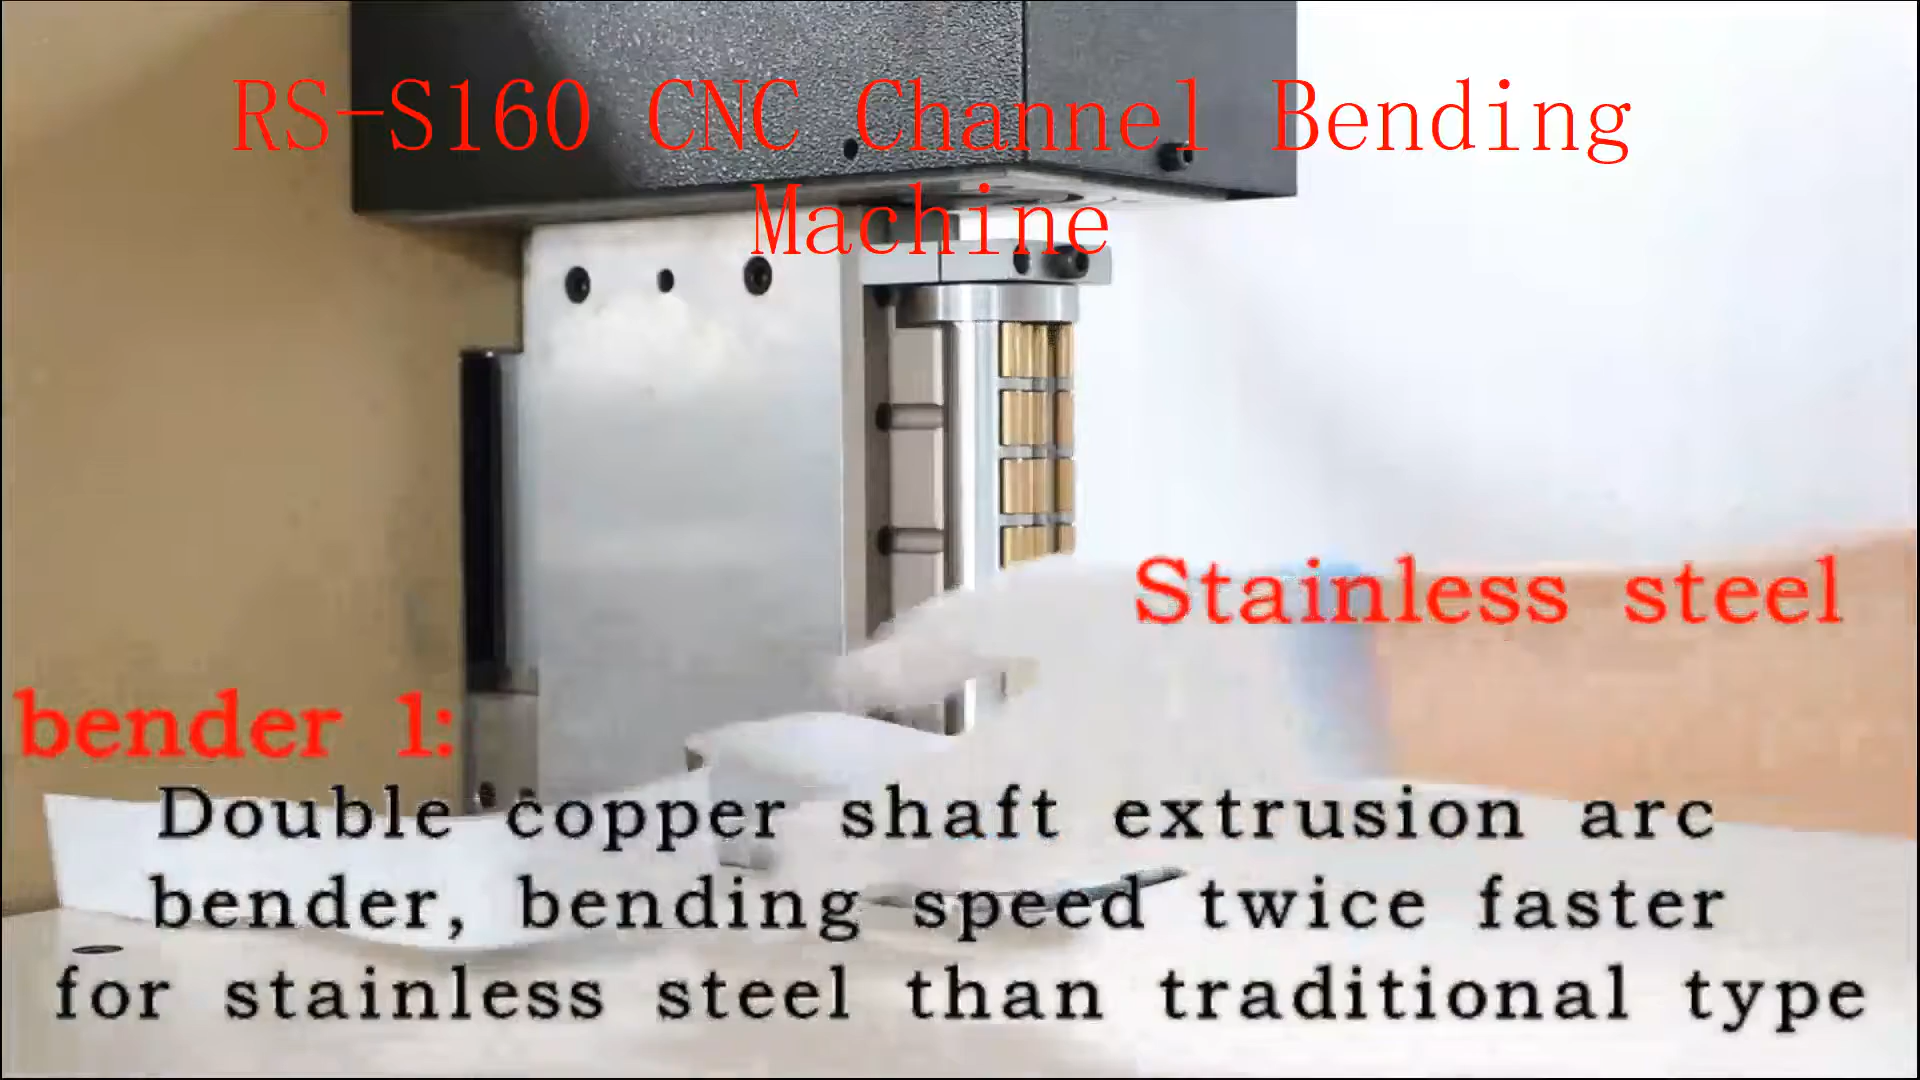 RS-S160 CNC Channel Bending
Machine
Stainless steel
bender 1:
Double copper shaft extrusion arc
bender, bending speed twice faster
for stainless steel than traditional type